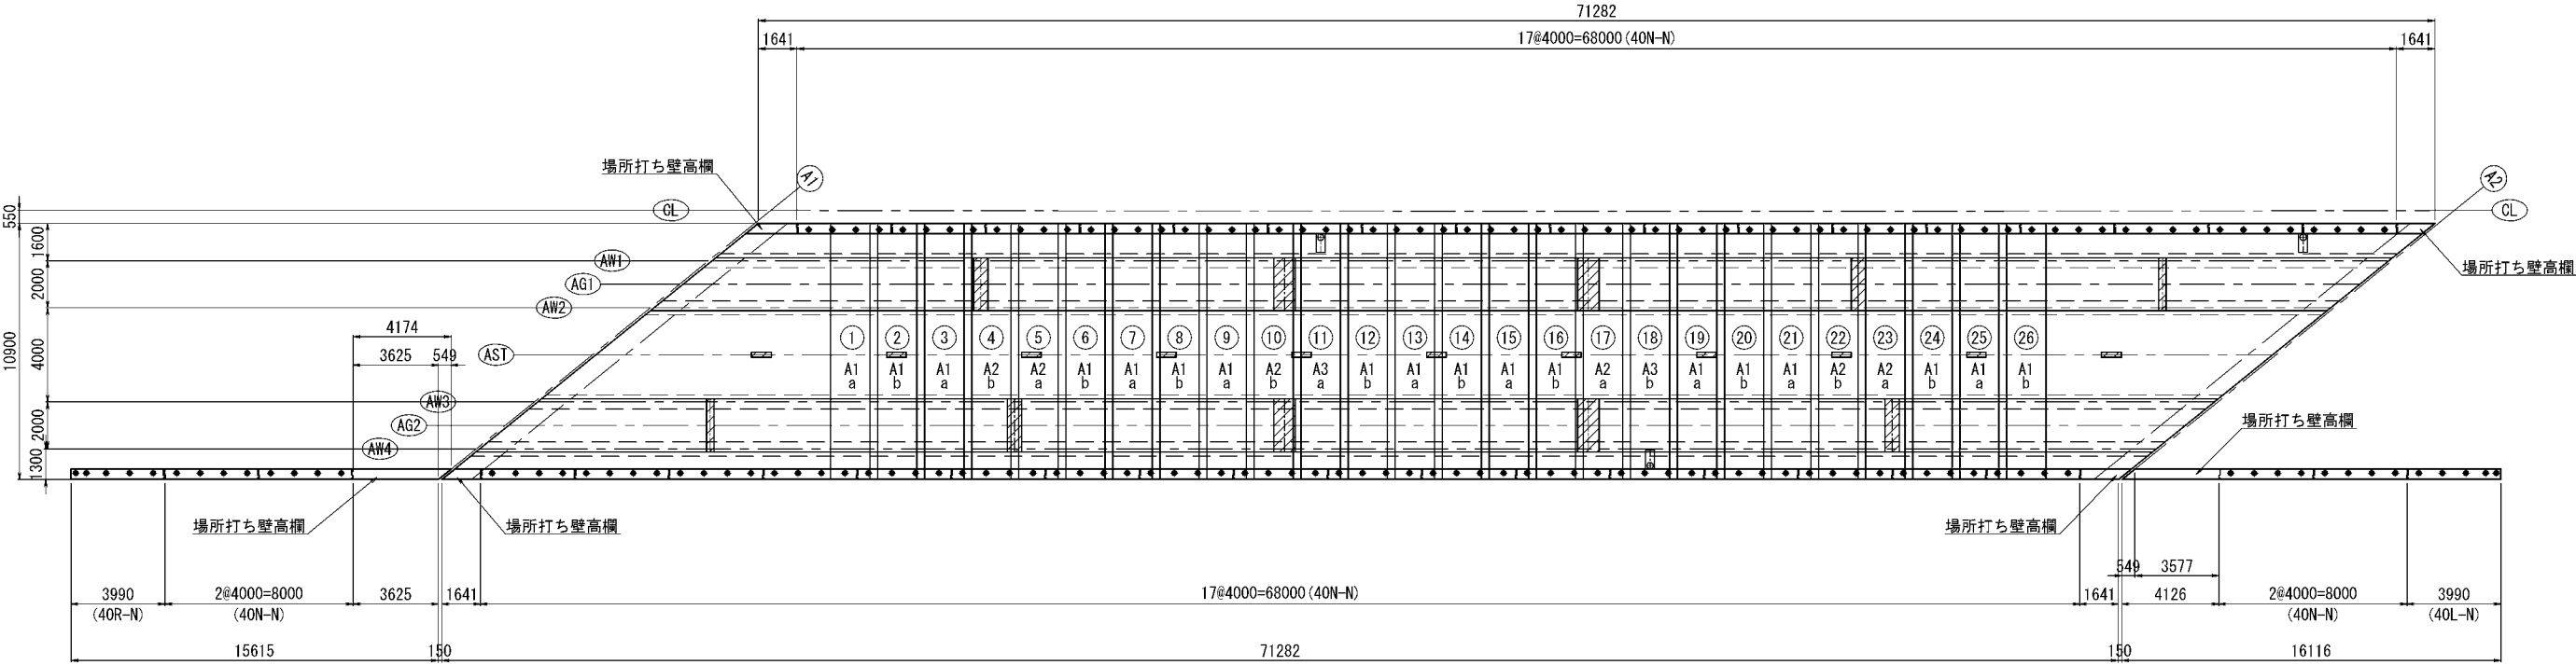 71282
1641
17@4000=68000(40N-N)
1641
場所打ち壁高欄
A1
A2
CL
CL
550
1600
2000
4000
2000
1300
10900
AW1
AG1
AW2
場所打ち壁高欄
4174
3625
549
AST
AW3
AG2
AW4
1 2 3 4 5 6 7 8 9 10 11 12 13 14 15 16 17 18 19 20 21 22 23 24 25 26
A1 A1 A1 A2 A2 A1 A1 A1 A1 A2 A3 A1 A1 A1 A1 A1 A2 A3 A1 A1 A1 A2 A2 A1 A1 A1
a b a b a b a b a b a b a b a b a b a b a b a b a b
場所打ち壁高欄
場所打ち壁高欄
場所打ち壁高欄
場所打ち壁高欄
549
3577
3990
2@4000=8000
3625
1641
17@4000=68000(40N-N)
1641
4126
2@4000=8000
3990
(40R-N)
(40N-N)
(40N-N)
(40L-N)
15615
150
71282
150
16116